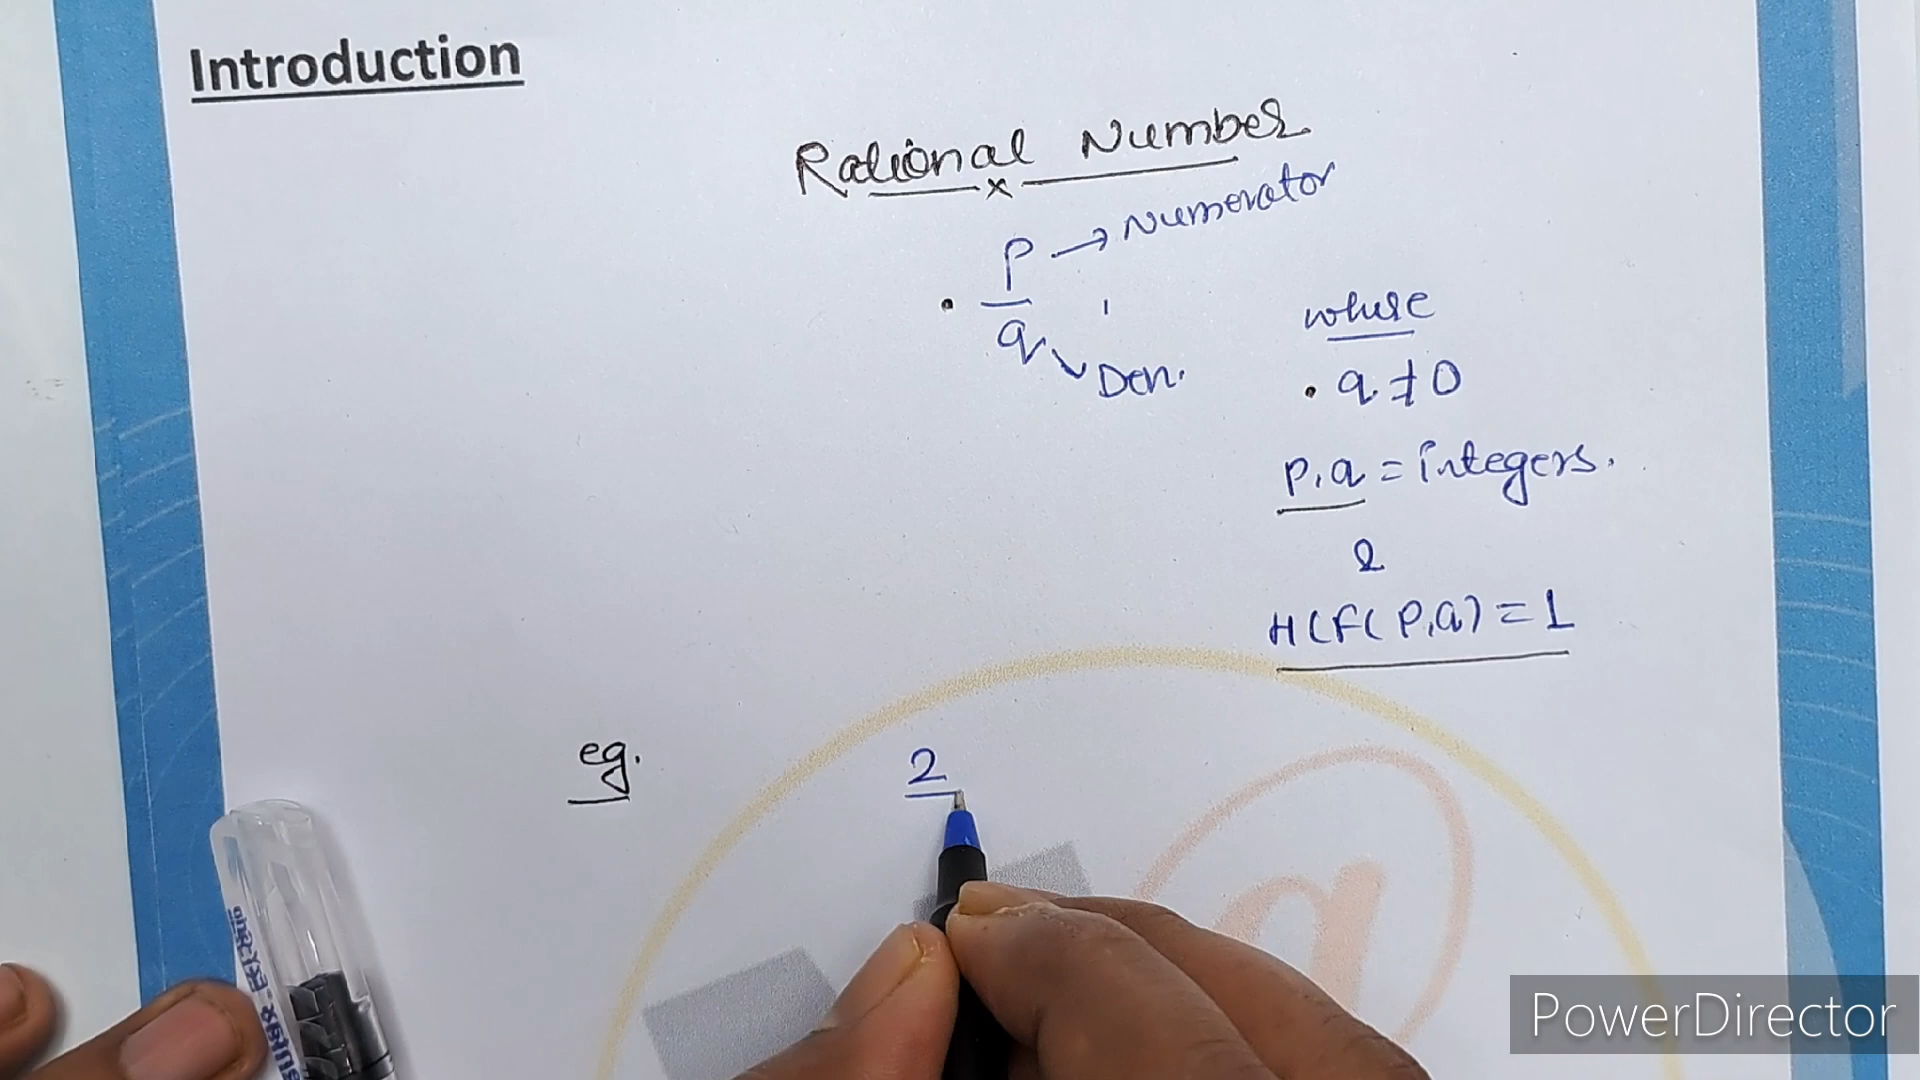 Introduction
Rational Number
x
P → Numerator
q → Den.
where
• q ≠ 0
P, q = integers.
&
HCF(P,q) = 1
eg.
2
PowerDirector